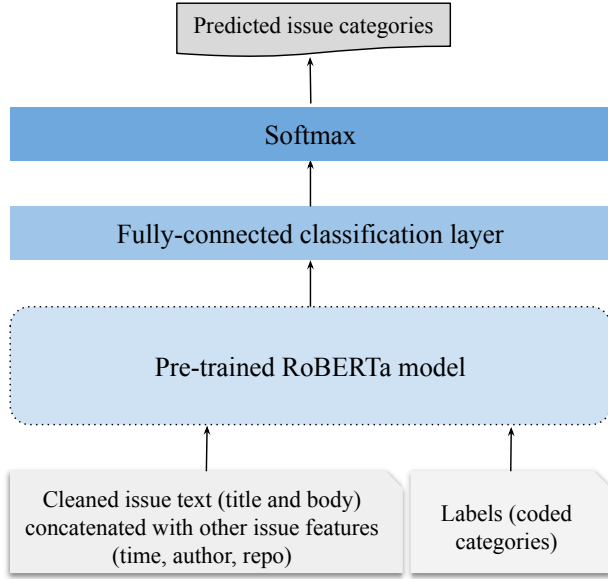 Predicted issue categories
Softmax
Fully-connected classification layer
Pre-trained RoBERTa model
Cleaned issue text (title and body)
concatenated with other issue features
(time, author, repo)
Labels (coded
categories)